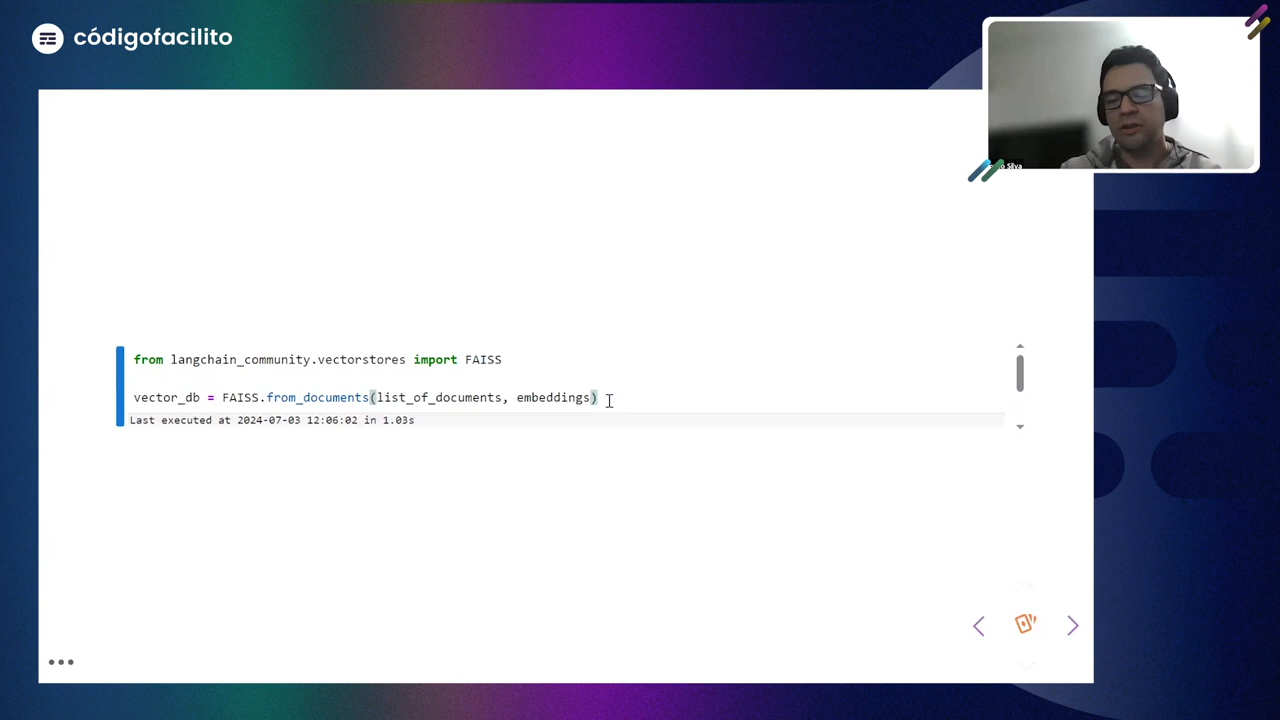 códigofacilito
Silva
from langchain_community.vectorstores import FAISS
vector_db = FAISS.from_documents(list_of_documents, embeddings)
Last executed at 2024-07-03 12:06:02 in 1.03s